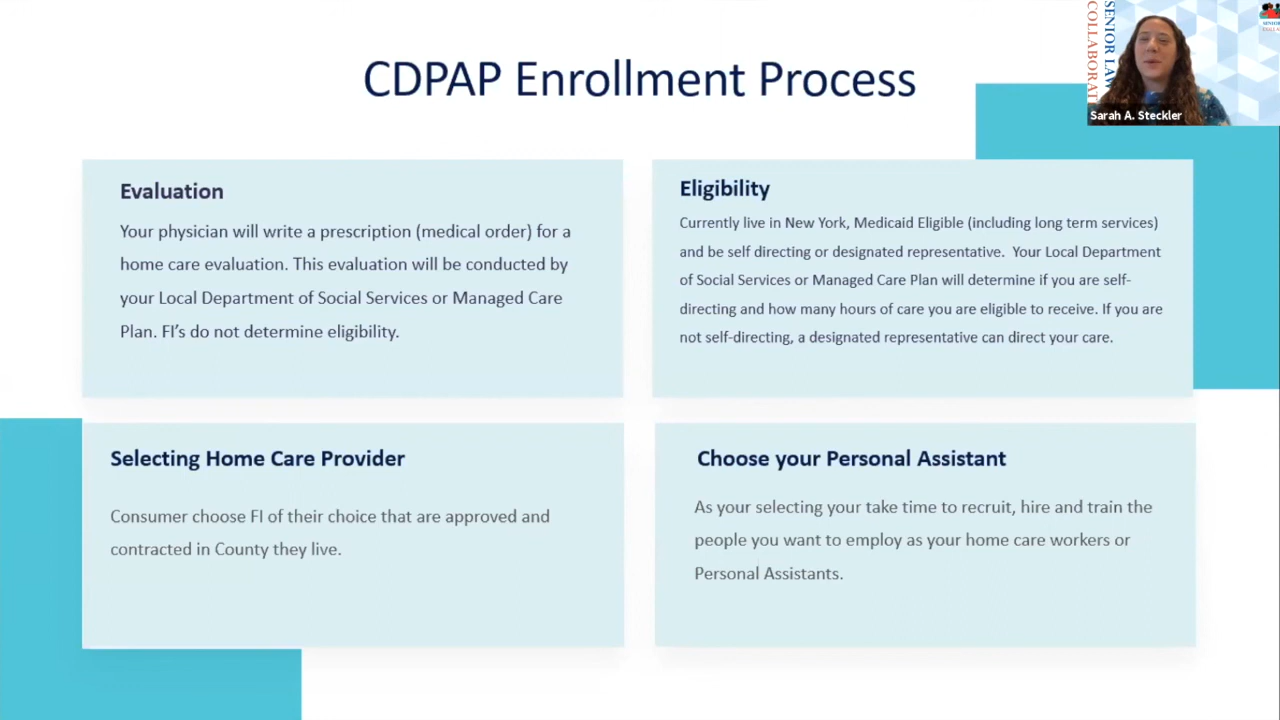 CDPAP Enrollment Process
SENIOR LAW
COLLABORAT
Sarah A. Steckler
Evaluation
Your physician will write a prescription (medical order) for a
home care evaluation. This evaluation will be conducted by
your Local Department of Social Services or Managed Care
Plan. FI's do not determine eligibility.
Eligibility
Currently live in New York, Medicaid Eligible (including long term services)
and be self directing or designated representative.  Your Local Department
of Social Services or Managed Care Plan will determine if you are self-
directing and how many hours of care you are eligible to receive. If you are
not self-directing, a designated representative can direct your care.
Selecting Home Care Provider
Consumer choose FI of their choice that are approved and
contracted in County they live.
Choose your Personal Assistant
As your selecting your take time to recruit, hire and train the
people you want to employ as your home care workers or
Personal Assistants.